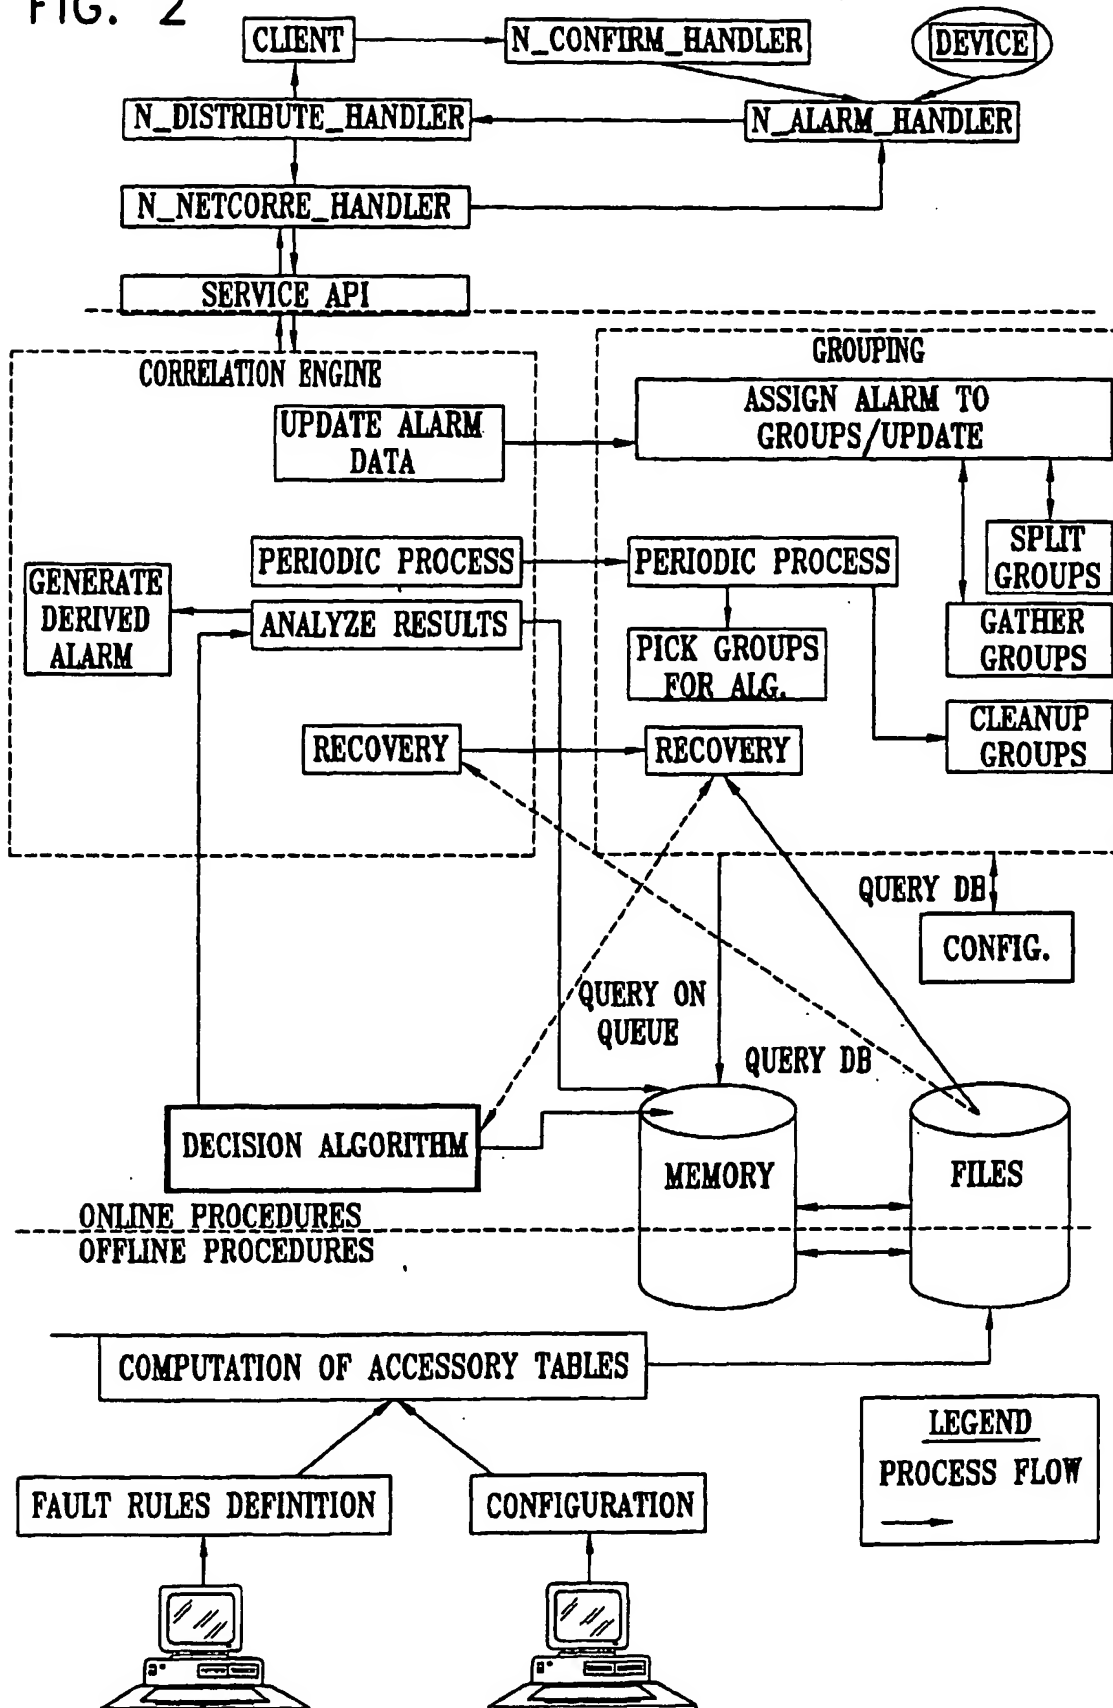 FIG. 2
CLIENT
N_CONFIRM_HANDLER
DEVICE
N_DISTRIBUTE_HANDLER
N_ALARM_HANDLER
N_NETCORRE_HANDLER
SERVICE API
CORRELATION ENGINE
GROUPING
UPDATE ALARM
DATA
ASSIGN ALARM TO
GROUPS/UPDATE
SPLIT
GROUPS
PERIODIC PROCESS
PERIODIC PROCESS
GENERATE
DERIVED
ALARM
ANALYZE RESULTS
GATHER
GROUPS
PICK GROUPS
FOR ALG.
CLEANUP
GROUPS
RECOVERY
RECOVERY
QUERY DB
CONFIG.
QUERY ON
QUEUE
QUERY DB
DECISION ALGORITHM
MEMORY
FILES
ONLINE PROCEDURES
OFFLINE PROCEDURES
COMPUTATION OF ACCESSORY TABLES
LEGEND
PROCESS FLOW
FAULT RULES DEFINITION
CONFIGURATION